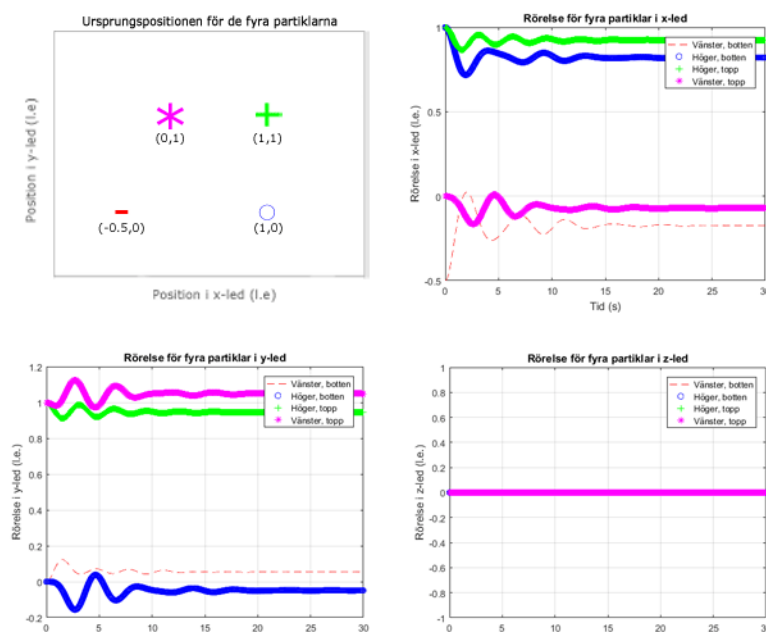 Ursprungspositionen för de fyra partiklarna
Position i y-led (l.e)
(0,1)
(1,1)
(-0.5,0)
(1,0)
Position i x-led (l.e)
Rörelse för fyra partiklar i x-led
Rörelse i x-led (l.e.)
1
0.5
0
-0.5
Vänster, botten
Höger, botten
Höger, topp
Vänster, topp
0 5 10 15 20 25 30
Tid (s)
Rörelse för fyra partiklar i y-led
Rörelse i y-led (l.e.)
1.2
1
0.8
0.6
0.4
0.2
0
-0.2
Vänster, botten
Höger, botten
Höger, topp
Vänster, topp
0 5 10 15 20 25 30
Rörelse för fyra partiklar i z-led
Rörelse i z-led (l.e.)
1
0.8
0.6
0.4
0.2
0
-0.2
-0.4
-0.6
-0.8
-1
Vänster, botten
Höger, botten
Höger, topp
Vänster, topp
0 5 10 15 20 25 30